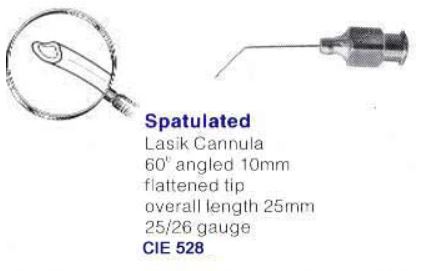 Spatulated
Lasik Cannula
60° angled 10mm
flattened tip
overall length 25mm
25/26 gauge
CIE 528